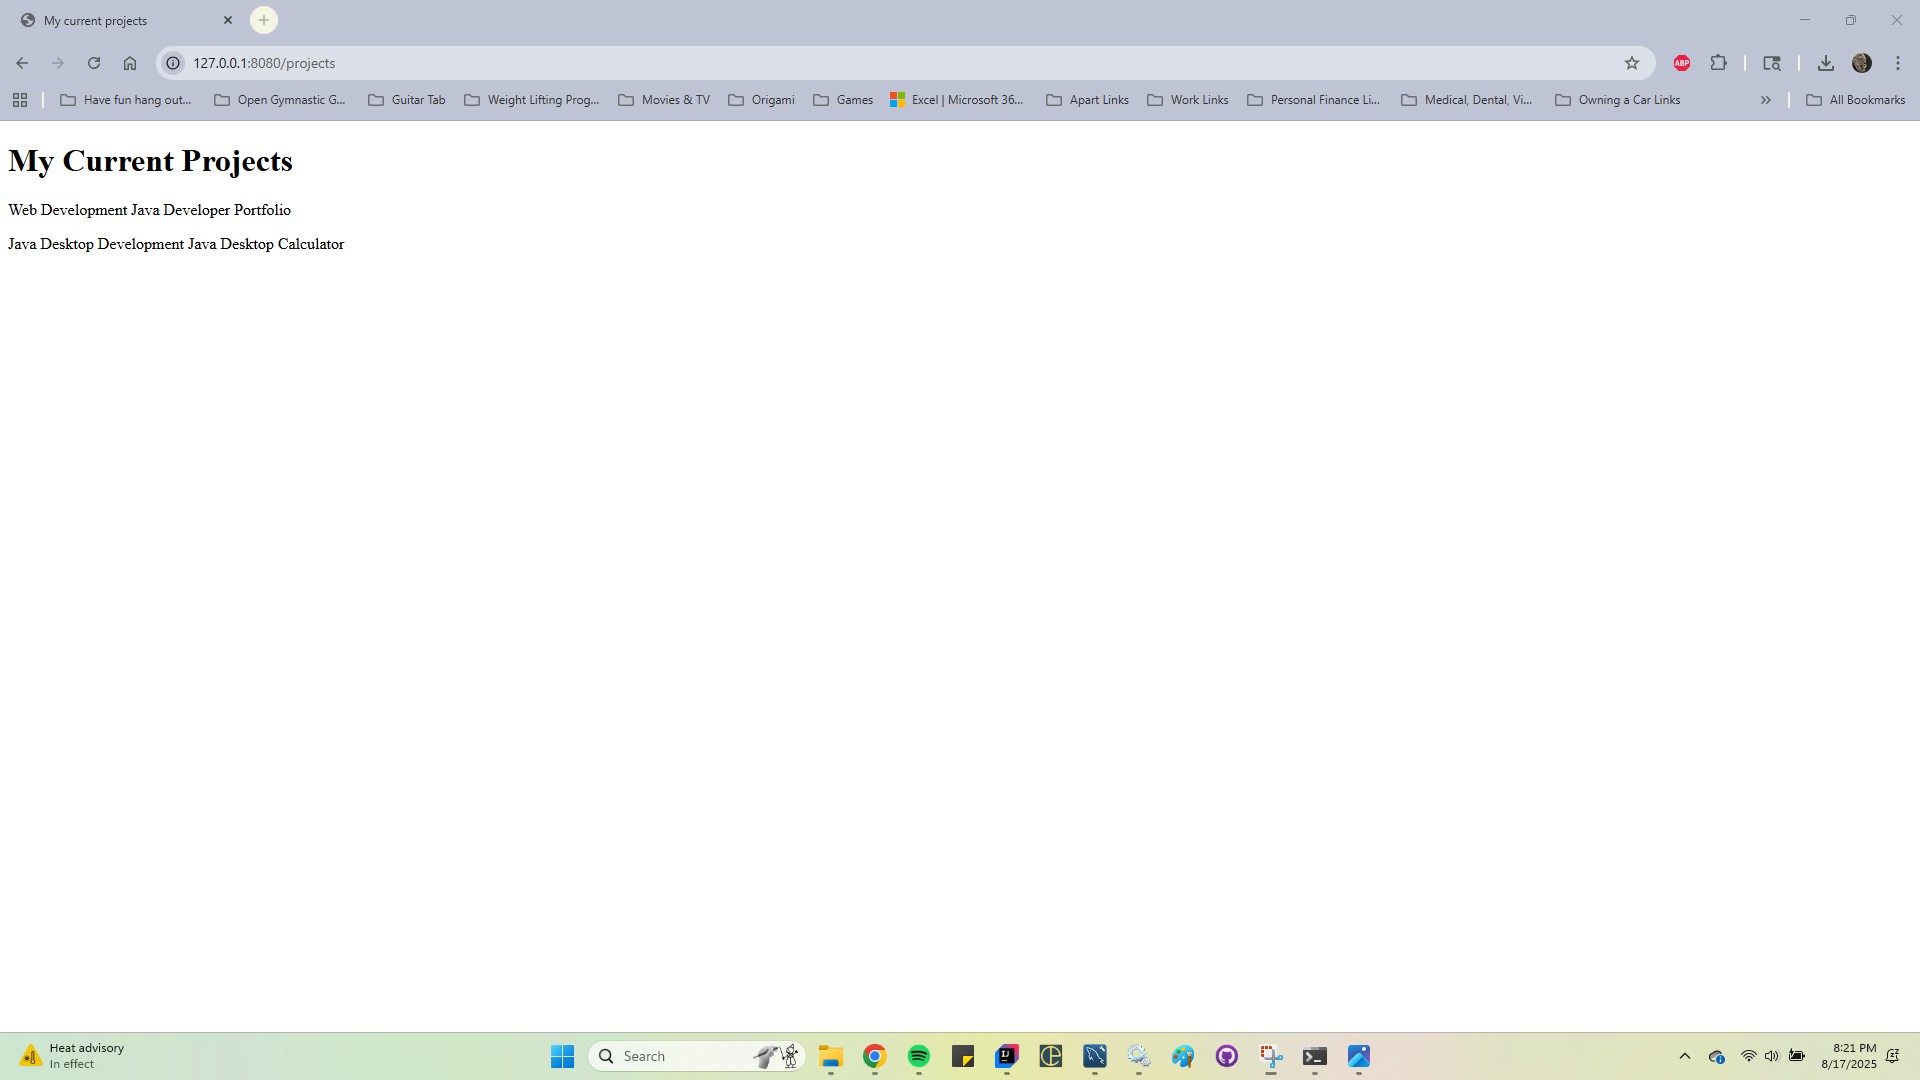 My current projects
127.0.0.1:8080/projects
ABP
Have fun hang out...
Open Gymnastic G...
Guitar Tab
Weight Lifting Prog...
Movies & TV
Origami
Games
Excel | Microsoft 36...
Apart Links
Work Links
Personal Finance Li...
Medical, Dental, Vi...
Owning a Car Links
All Bookmarks
My Current Projects
Web Development Java Developer Portfolio
Java Desktop Development Java Desktop Calculator
Heat advisory
In effect
Search
8:21 PM
8/17/2025